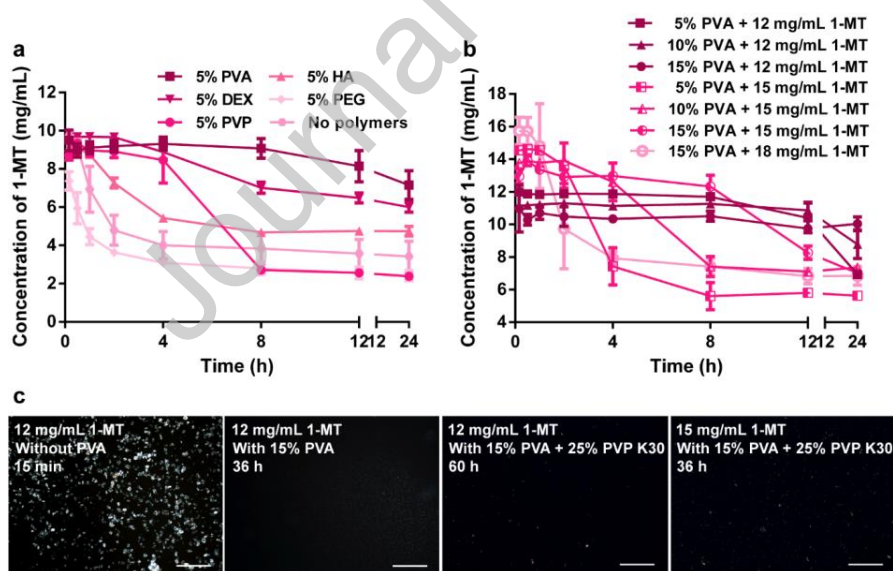 Journal
a
5% PVA
5% HA
5% DEX
5% PEG
5% PVP
No polymers
Concentration of 1-MT (mg/mL)
12
10
8
6
4
2
0
0
4
8
12
12
24
Time (h)
b
5% PVA + 12 mg/mL 1-MT
10% PVA + 12 mg/mL 1-MT
15% PVA + 12 mg/mL 1-MT
5% PVA + 15 mg/mL 1-MT
10% PVA + 15 mg/mL 1-MT
15% PVA + 15 mg/mL 1-MT
15% PVA + 18 mg/mL 1-MT
Concentration of 1-MT (mg/mL)
18
16
14
12
10
8
6
4
0
4
8
12
12
24
Time (h)
c
12 mg/mL 1-MT
Without PVA
15 min
12 mg/mL 1-MT
With 15% PVA
36 h
12 mg/mL 1-MT
With 15% PVA + 25% PVP K30
60 h
15 mg/mL 1-MT
With 15% PVA + 25% PVP K30
36 h